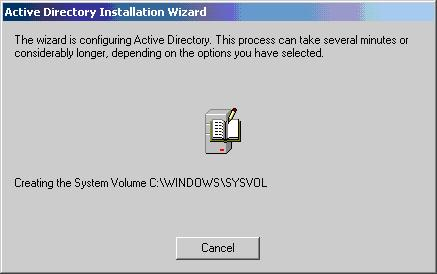 Active Directory Installation Wizard
The wizard is configuring Active Directory. This process can take several minutes or
considerably longer, depending on the options you have selected.
Creating the System Volume C:\WINDOWS\SYSVOL
Cancel